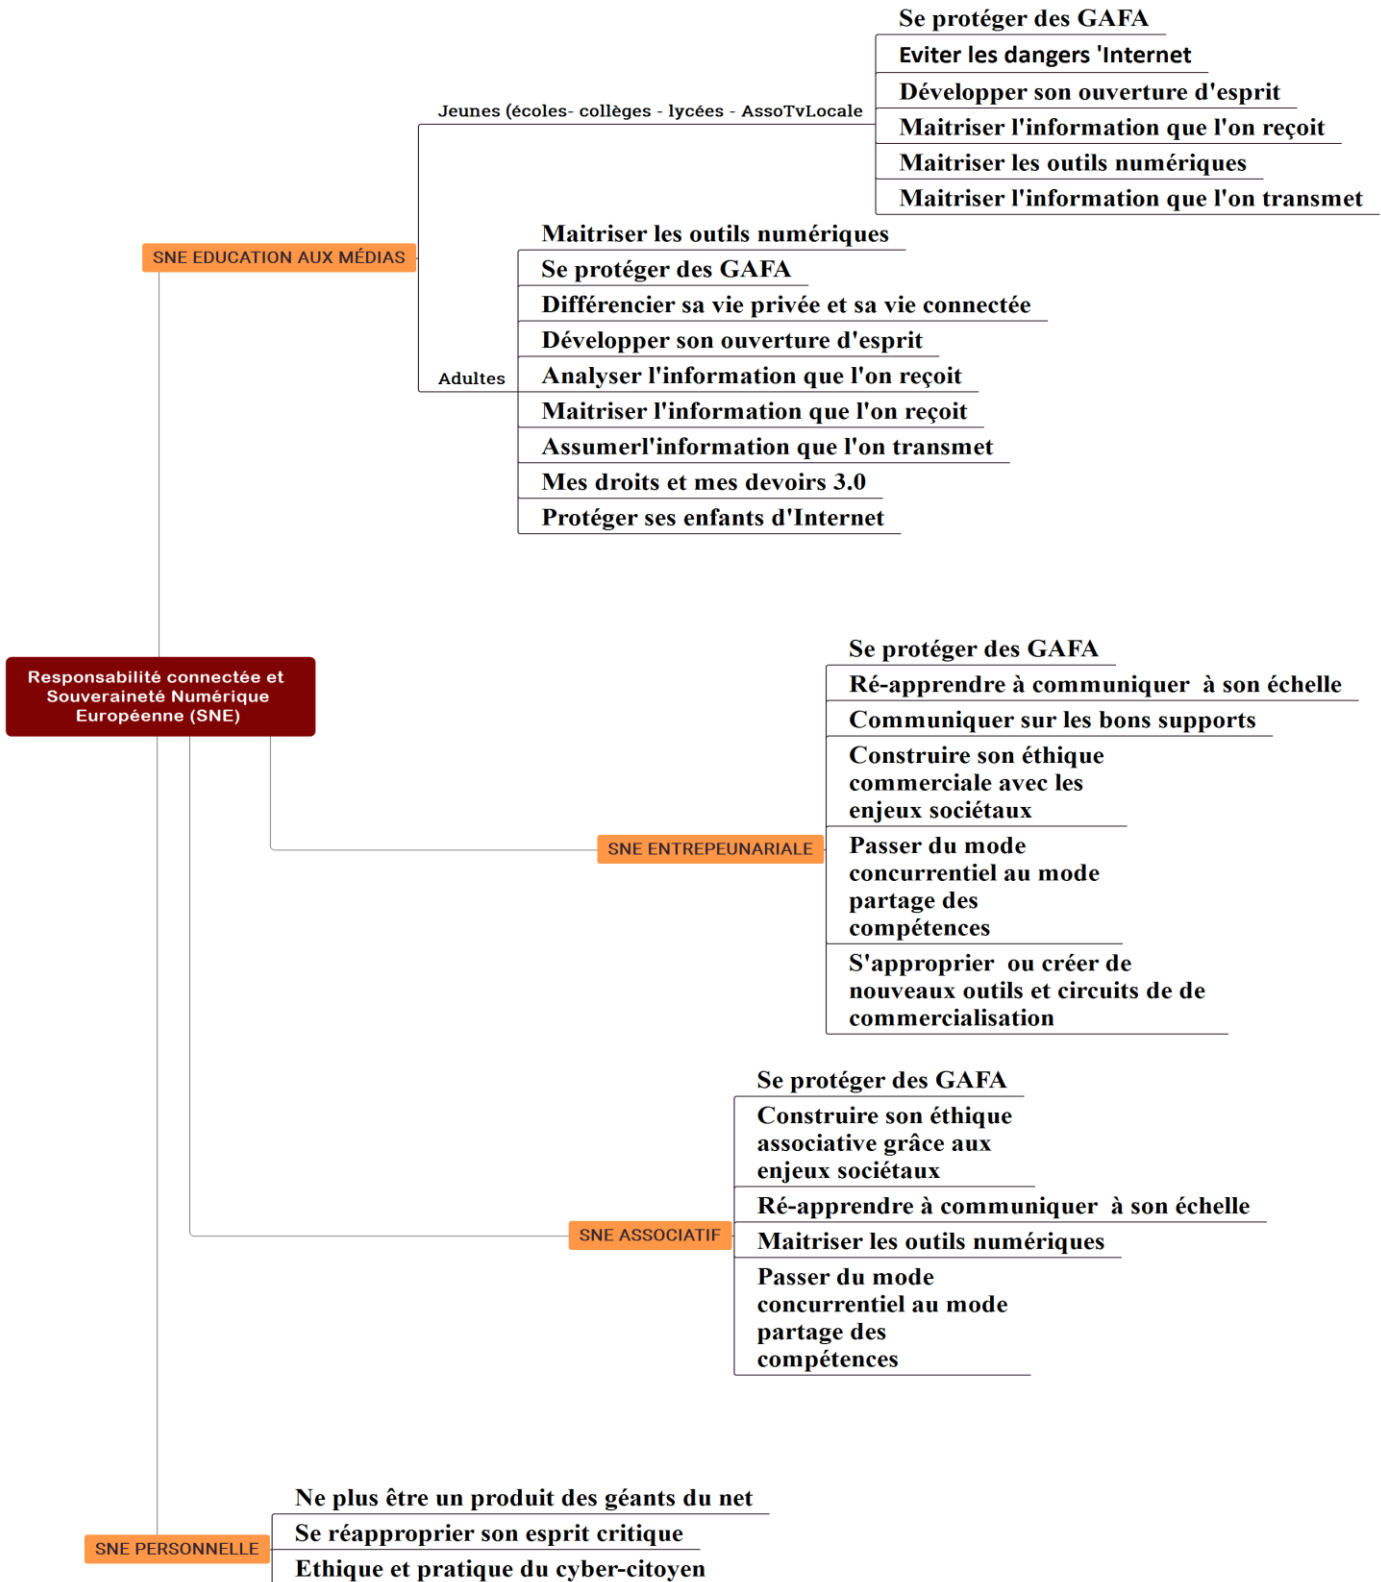 Se protéger des GAFA
Eviter les dangers 'Internet
Développer son ouverture d'esprit
Jeunes (écoles- collèges - lycées - AssoTvLocale
Maitriser l'information que l'on reçoit
Maitriser les outils numériques
Maitriser l'information que l'on transmet
SNE EDUCATION AUX MÉDIAS
Maitriser les outils numériques
Se protéger des GAFA
Différencier sa vie privée et sa vie connectée
Développer son ouverture d'esprit
Adultes
Analyser l'information que l'on reçoit
Maitriser l'information que l'on reçoit
Assumerl'information que l'on transmet
Mes droits et mes devoirs 3.0
Protéger ses enfants d'Internet
Responsabilité connectée et
Souveraineté Numérique
Européenne (SNE)
Se protéger des GAFA
Ré-apprendre à communiquer  à son échelle
Communiquer sur les bons supports
Construire son éthique
commerciale avec les
enjeux sociétaux
SNE ENTREPEUNARIALE
Passer du mode
concurrentiel au mode
partage des
compétences
S'approprier  ou créer de
nouveaux outils et circuits de de
commercialisation
Se protéger des GAFA
Construire son éthique
associative grâce aux
enjeux sociétaux
Ré-apprendre à communiquer  à son échelle
SNE ASSOCIATIF
Maitriser les outils numériques
Passer du mode
concurrentiel au mode
partage des
compétences
Ne plus être un produit des géants du net
Se réapproprier son esprit critique
SNE PERSONNELLE
Ethique et pratique du cyber-citoyen